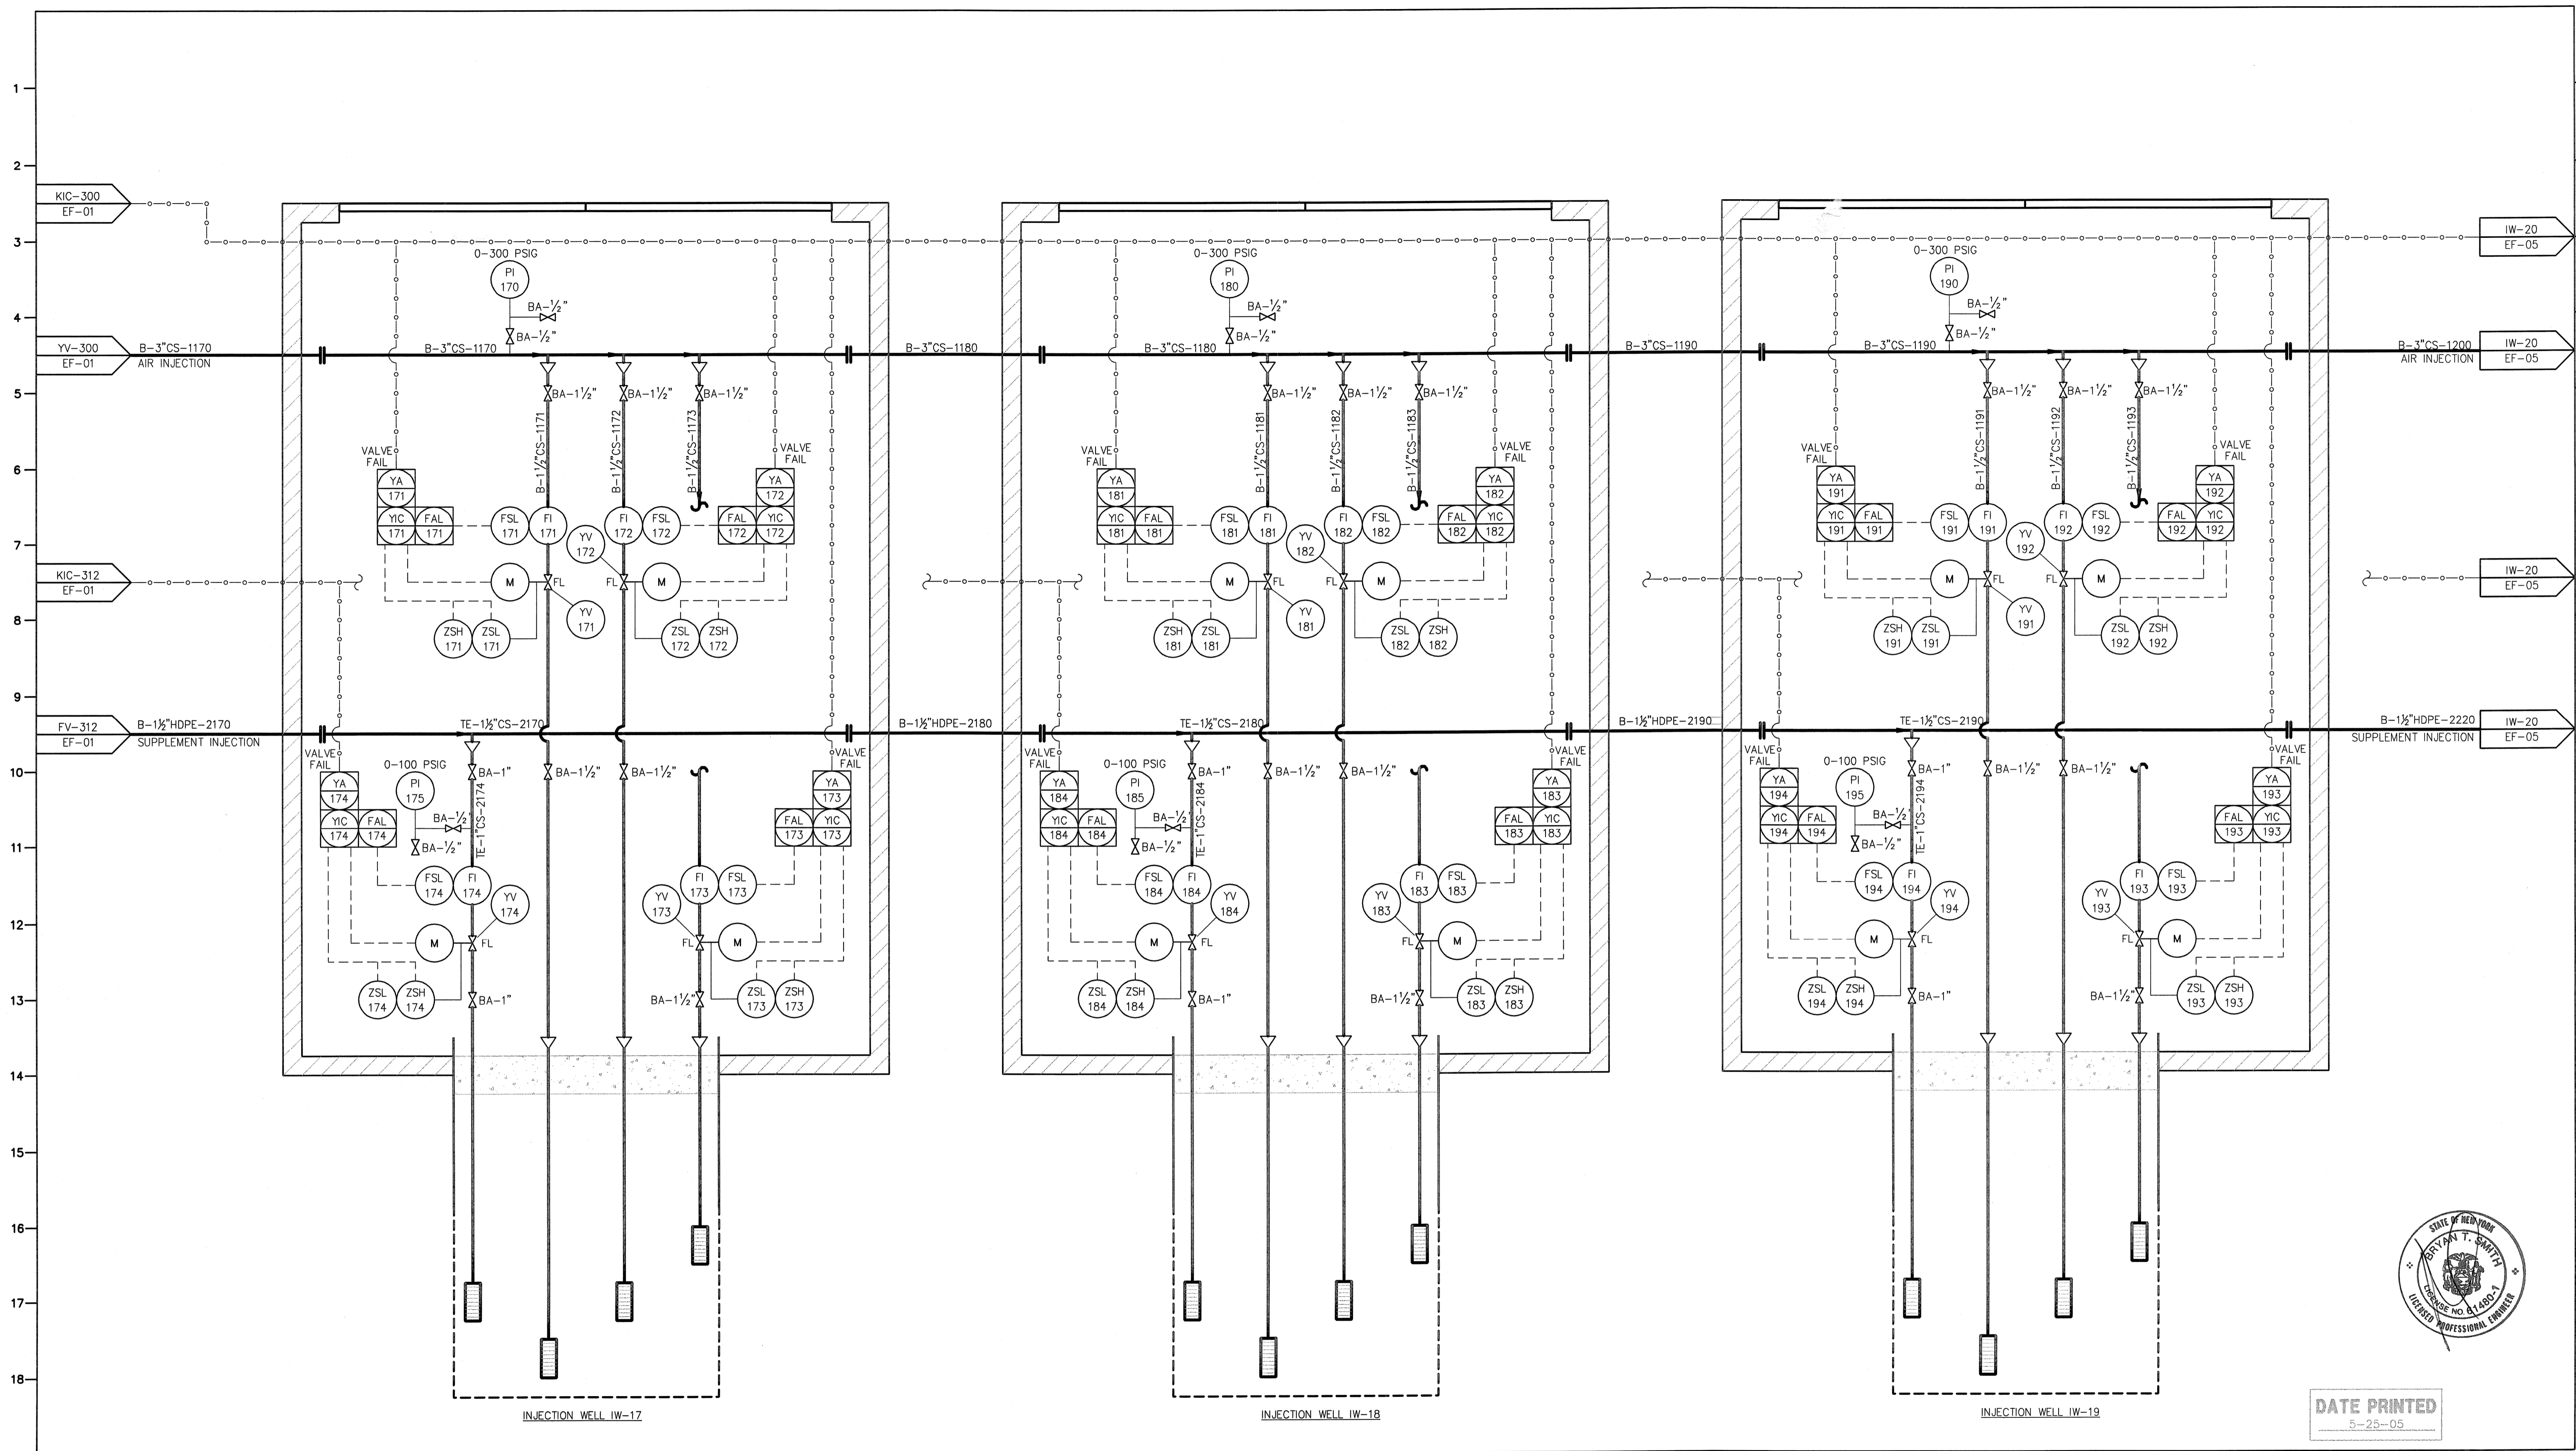 1
2
3
4
5
6
7
8
9
10
11
12
13
14
15
16
17
18
KIC-300
EF-01
YV-300
EF-01
KIC-312
EF-01
FV-312
EF-01
B-3"CS-1170
AIR INJECTION
B-1½"HDPE-2170
SUPPLEMENT INJECTION
0-300 PSIG
PI
170
BA-½"
BA-½"
B-3"CS-1170
BA-1½"
BA-1½"
BA-1½"
B-1½"CS-1171
B-1½"CS-1172
B-1½"CS-1173
VALVE
FAIL
YA
171
YIC
171
FAL
171
FSL
171
FI
171
FI
172
FSL
172
VALVE
FAIL
YA
172
FAL
172
YIC
172
YV
172
M
FL
FL
M
YV
171
ZSH
171
ZSL
171
ZSL
172
ZSH
172
TE-1½"CS-2170
VALVE
FAIL
YA
174
YIC
174
FAL
174
0-100 PSIG
PI
175
BA-½"
BA-½"
BA-1"
TE-1"CS-2174
BA-1½"
BA-1½"
VALVE
FAIL
YA
173
FAL
173
YIC
173
FSL
174
FI
174
YV
174
M
FL
ZSL
174
ZSH
174
BA-1"
FI
173
FSL
173
YV
173
FL
M
BA-1½"
ZSL
173
ZSH
173
INJECTION WELL IW-17
B-3"CS-1180
B-1½"HDPE-2180
0-300 PSIG
PI
180
BA-½"
BA-½"
B-3"CS-1180
BA-1½"
BA-1½"
BA-1½"
B-1½"CS-1181
B-1½"CS-1182
B-1½"CS-1183
VALVE
FAIL
YA
181
YIC
181
FAL
181
FSL
181
FI
181
FI
182
FSL
182
VALVE
FAIL
YA
182
FAL
182
YIC
182
YV
182
M
FL
FL
M
YV
181
ZSH
181
ZSL
181
ZSL
182
ZSH
182
TE-1½"CS-2180
VALVE
FAIL
YA
184
YIC
184
FAL
184
0-100 PSIG
PI
185
BA-½"
BA-½"
BA-1"
TE-1"CS-2184
BA-1½"
BA-1½"
VALVE
FAIL
YA
183
FAL
183
YIC
183
FSL
184
FI
184
YV
184
M
FL
ZSL
184
ZSH
184
BA-1"
FI
183
FSL
183
YV
183
FL
M
BA-1½"
ZSL
183
ZSH
183
INJECTION WELL IW-18
B-3"CS-1190
B-1½"HDPE-2190
0-300 PSIG
PI
190
BA-½"
BA-½"
B-3"CS-1190
BA-1½"
BA-1½"
BA-1½"
B-1½"CS-1191
B-1½"CS-1192
B-1½"CS-1193
VALVE
FAIL
YA
191
YIC
191
FAL
191
FSL
191
FI
191
FI
192
FSL
192
VALVE
FAIL
YA
192
FAL
192
YIC
192
YV
192
M
FL
FL
M
YV
191
ZSH
191
ZSL
191
ZSL
192
ZSH
192
TE-1½"CS-2190
VALVE
FAIL
YA
194
YIC
194
FAL
194
0-100 PSIG
PI
195
BA-½"
BA-½"
BA-1"
TE-1"CS-2194
BA-1½"
BA-1½"
VALVE
FAIL
YA
193
FAL
193
YIC
193
FSL
194
FI
194
YV
194
M
FL
ZSL
194
ZSH
194
BA-1"
FI
193
FSL
193
YV
193
FL
M
BA-1½"
ZSL
193
ZSH
193
INJECTION WELL IW-19
B-3"CS-1200
AIR INJECTION
B-1½"HDPE-2220
SUPPLEMENT INJECTION
IW-20
EF-05
IW-20
EF-05
IW-20
EF-05
IW-20
EF-05
STATE OF NEW YORK
BRYAN T. SMITH
LICENSE NO. 61480-1
LICENSED PROFESSIONAL ENGINEER
DATE PRINTED
5-25-05